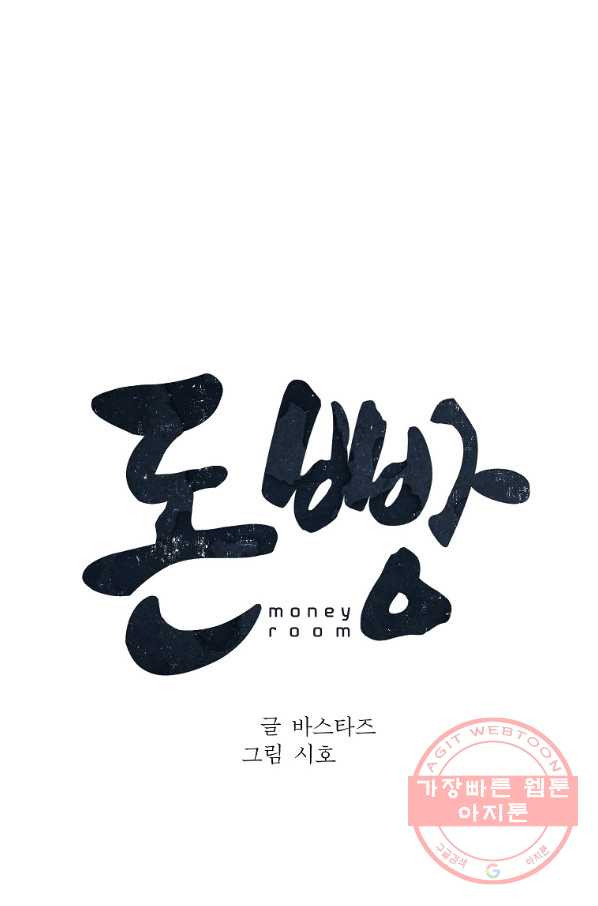 돈빵
money
room
글 바스타즈
그림 시호
AGIT WEBTOON
가장빠른 웹툰
아지툰
구글검색 G 아지툰